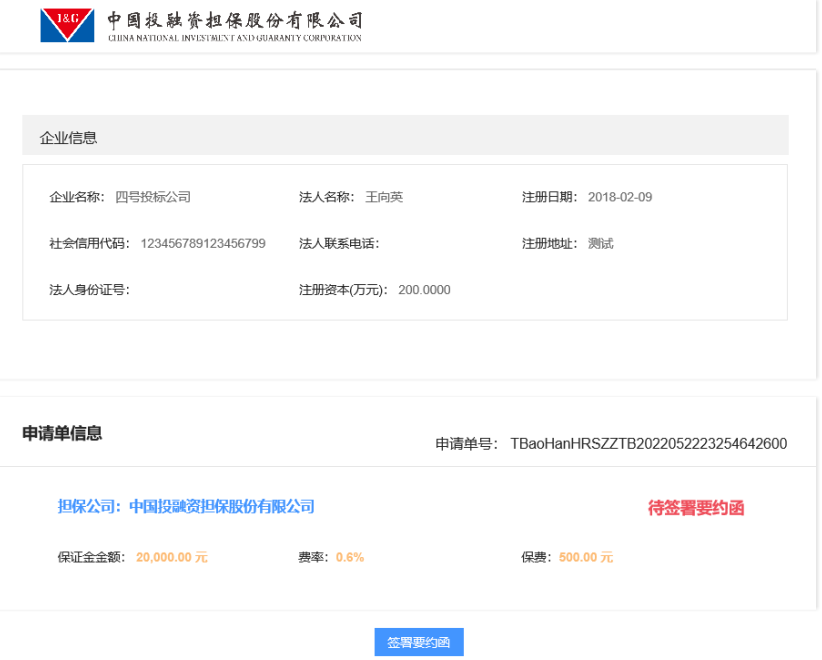 I&G 中国投融资担保股份有限公司
CHINA NATIONAL INVESTMENT AND GUARANTY CORPORATION
企业信息
企业名称： 四号投标公司 法人名称： 王向英 注册日期： 2018-02-09
社会信用代码： 123456789123456799 法人联系电话： 注册地址： 测试
法人身份证号： 注册资本(万元)： 200.0000
申请单信息 申请单号： TBaoHanHRSZZTB2022052223254642600
担保公司：中国投融资担保股份有限公司 待签署要约函
保证金金额： 20,000.00 元 费率：0.6% 保费：500.00 元
签署要约函